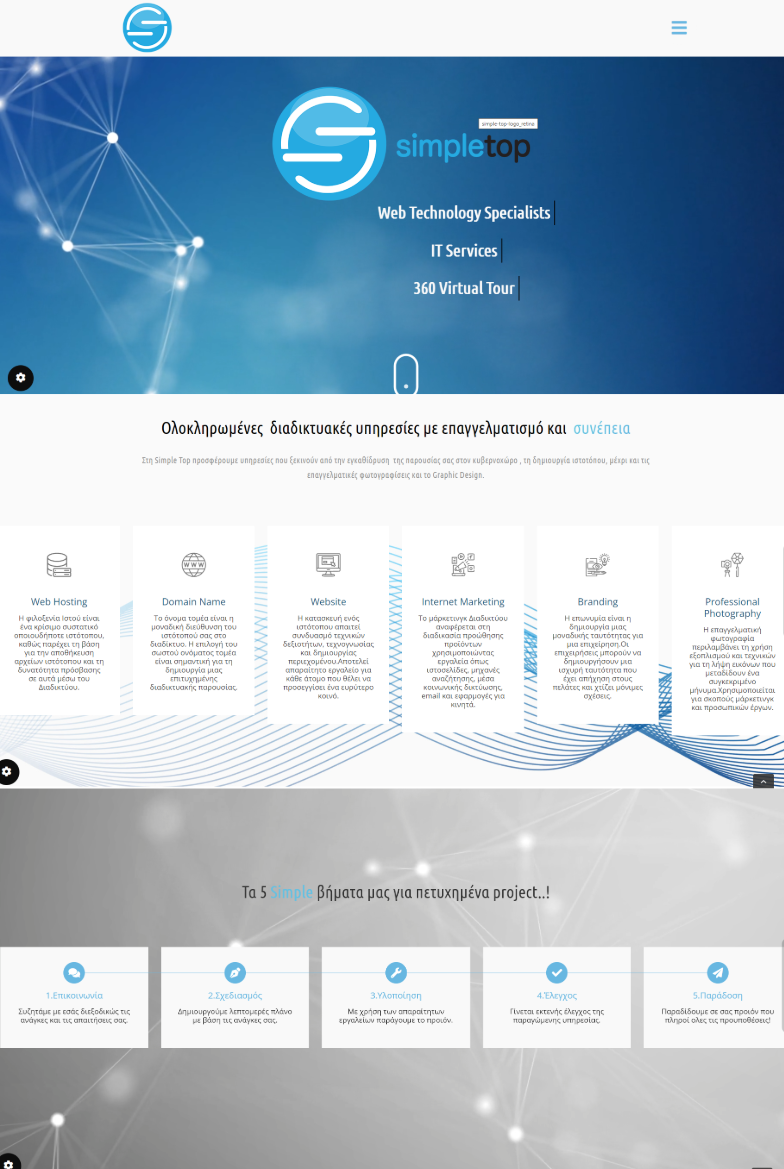 simple-top-logo_retina
simpletop
Web Technology Specialists
IT Services
360 Virtual Tour
Ολοκληρωμένες διαδικτυακές υπηρεσίες με επαγγελματισμό και συνέπεια
Στη Simple Top προσφέρουμε υπηρεσίες που ξεκινούν από την εγκαθίδρυση της παρουσίας σας στον κυβερνοχώρο , τη δημιουργία ιστοτόπου, μέχρι και τις
επαγγελματικές φωτογραφίσεις και το Graphic Design.
Web Hosting
Η φιλοξενία Ιστού είναι
ένα κρίσιμο συστατικό
οποιουδήποτε ιστότοπου,
καθώς παρέχει τη βάση
για την αποθήκευση
αρχείων ιστότοπου και τη
δυνατότητα πρόσβασης
σε αυτά μέσω του
Διαδικτύου.
Domain Name
Το όνομα τομέα είναι η
μοναδική διεύθυνση του
ιστότοπού σας στο
διαδίκτυο. Η επιλογή του
σωστού ονόματος τομέα
είναι σημαντική για τη
δημιουργία μιας
επιτυχημένης
διαδικτυακής παρουσίας.
Website
Η κατασκευή ενός
ιστότοπου απαιτεί
συνδυασμό τεχνικών
δεξιοτήτων, τεχνογνωσίας
και δημιουργίας
περιεχομένου.Αποτελεί
απαραίτητο εργαλείο για
κάθε άτομο που θέλει να
προσεγγίσει ένα ευρύτερο
κοινό.
Internet Marketing
Το μάρκετινγκ Διαδικτύου
αναφέρεται στη
διαδικασία προώθησης
προϊόντων
χρησιμοποιώντας
εργαλεία όπως
ιστοσελίδες, μηχανές
αναζήτησης, μέσα
κοινωνικής δικτύωσης,
email και εφαρμογές για
κινητά.
Branding
Η επωνυμία είναι η
δημιουργία μιας
μοναδικής ταυτότητας για
μια επιχείρηση.Οι
επιχειρήσεις μπορούν να
δημιουργήσουν μια
ισχυρή ταυτότητα που
έχει απήχηση στους
πελάτες και χτίζει μόνιμες
σχέσεις.
Professional
Photography
Η επαγγελματική
φωτογραφία
περιλαμβάνει τη χρήση
εξοπλισμού και τεχνικών
για τη λήψη εικόνων που
μεταδίδουν ένα
συγκεκριμένο
μήνυμα.Χρησιμοποιείται
για σκοπούς μάρκετινγκ
και προσωπικών έργων.
Τα 5 Simple βήματα μας για πετυχημένα project..!
1.Επικοινωνία
Συζητάμε με εσάς διεξοδικώς τις
ανάγκες και τις απαιτήσεις σας.
2.Σχεδιασμός
Δημιουργούμε λεπτομερές πλάνο
με βάση τις ανάγκες σας.
3.Υλοποίηση
Με χρήση των απαραίτητων
εργαλείων παράγουμε το προιόν.
4.Έλεγχος
Γίνεται εκτενής έλεγχος της
παραγώμενης υπηρεσίας.
5.Παράδοση
Παραδίδουμε σε σας προιόν που
πληροί ολες τις προυποθέσεις!